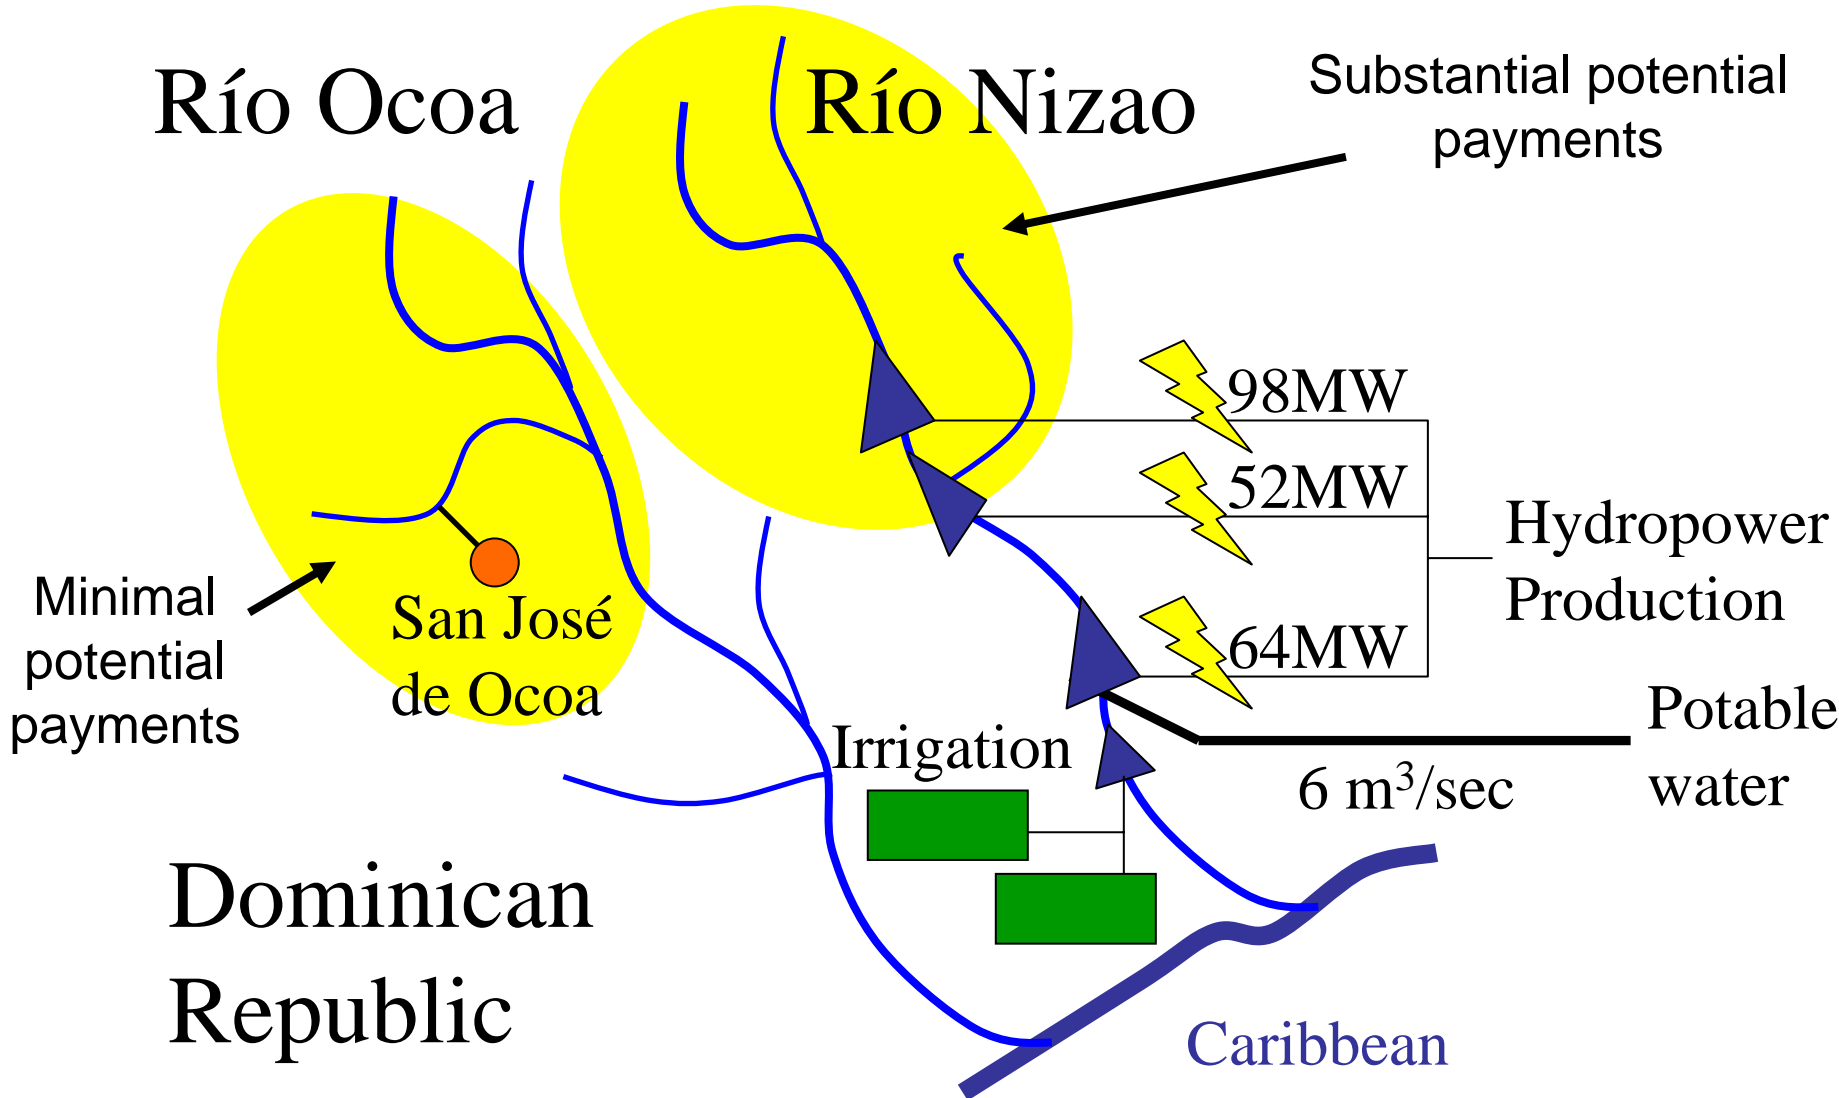 Río Ocoa
Río Nizao
Substantial potential
payments
98MW
52MW
64MW
Hydropower
Production
Minimal
potential
payments
San José
de Ocoa
Irrigation
Potable
water
6 m³/sec
Dominican
Republic
Caribbean